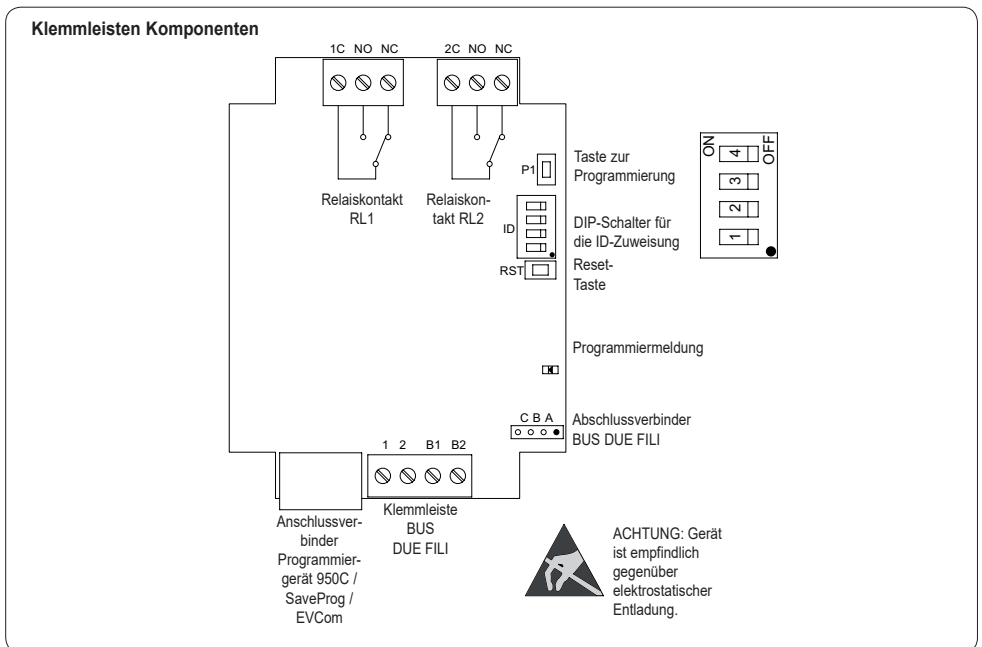 Klemmleisten Komponenten
1C NO NC
2C NO NC
Relaiskontakt
RL1
Relaiskon-
takt RL2
P1
Taste zur
Programmierung
ID
DIP-Schalter für
die ID-Zuweisung
RST
Reset-
Taste
ON
OFF
4
3
2
1
Programmiermeldung
C B A
Abschlussverbinder
BUS DUE FILI
1 2 B1 B2
Klemmleiste
BUS
DUE FILI
Anschlussver-
binder
Programmier-
gerät 950C /
SaveProg /
EVCom
ACHTUNG: Gerät
ist empfindlich
gegenüber
elektrostatischer
Entladung.